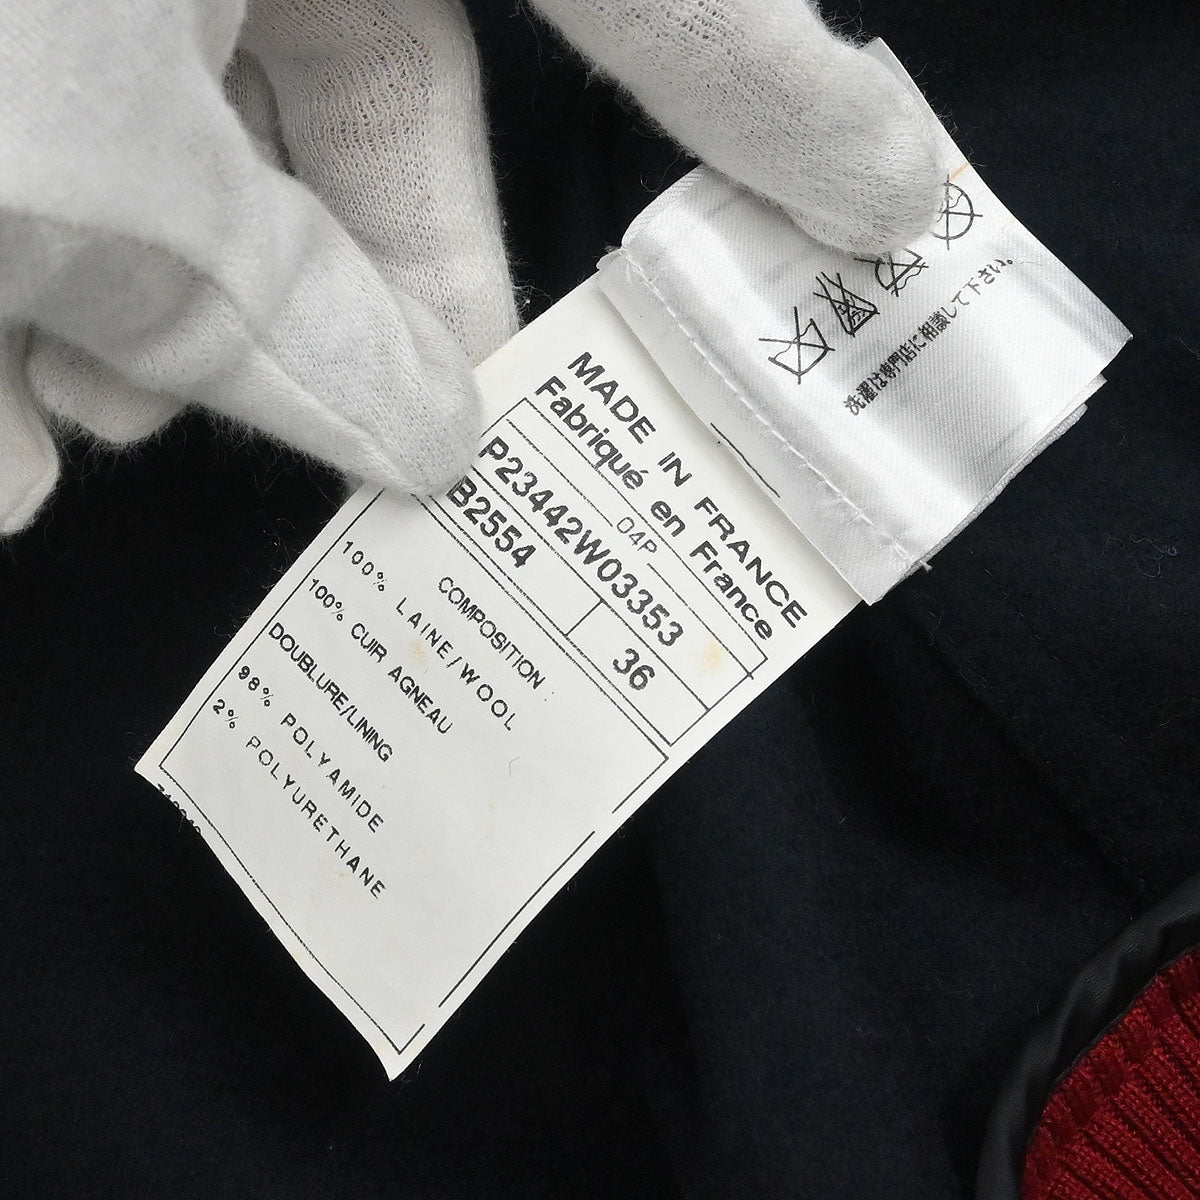 洗濯は専門店に相談して下さい。
MADE IN FRANCE
Fabriqué en France
04P
P23442W03353
B2554 36
COMPOSITION
100% LAINE/WOOL
100% CUIR AGNEAU
DOUBLURE/LINING
98% POLYAMIDE
2% POLYURETHANE